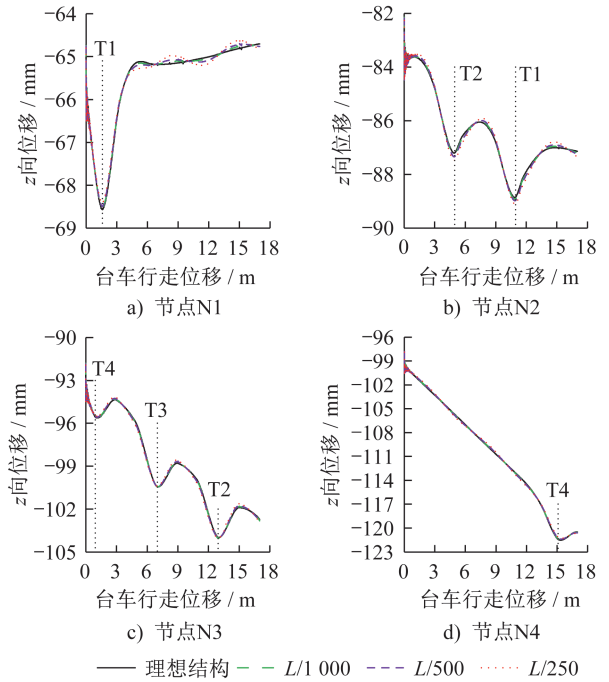 −64
−65
−66
−67
−68
−69
z向位移 / mm
T1
0 3 6 9 12 15 18
台车行走位移 / m
a) 节点N1
−82
−84
−86
−88
−90
z向位移 / mm
T2 T1
0 3 6 9 12 15 18
台车行走位移 / m
b) 节点N2
−90
−93
−96
−99
−102
−105
z向位移 / mm
T4
T3
T2
0 3 6 9 12 15 18
台车行走位移 / m
c) 节点N3
−96
−99
−102
−105
−108
−111
−114
−117
−120
−123
z向位移 / mm
T4
0 3 6 9 12 15 18
台车行走位移 / m
d) 节点N4
理想结构 L/1 000 L/500 L/250